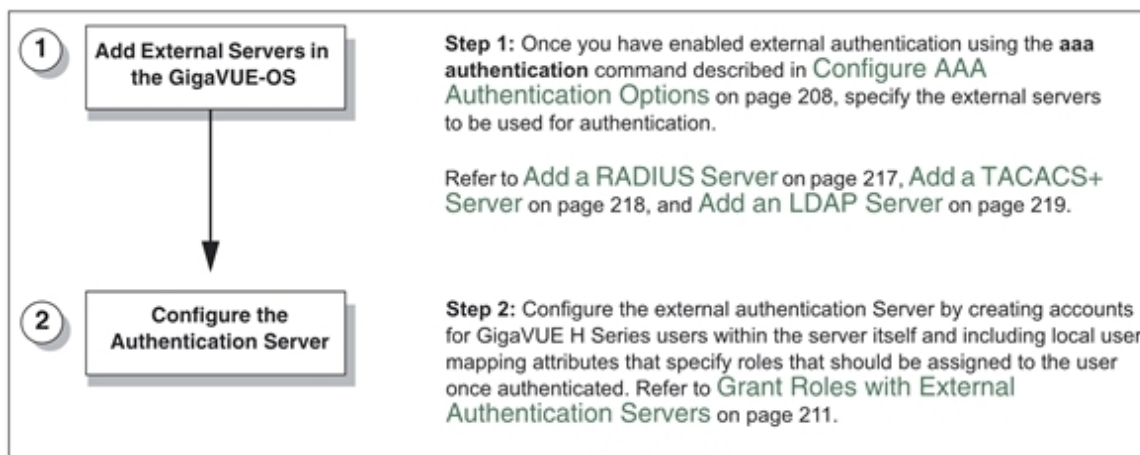 1
Add External Servers in
the GigaVUE-OS
Step 1: Once you have enabled external authentication using the aaa
authentication command described in Configure AAA
Authentication Options on page 208, specify the external servers
to be used for authentication.
Refer to Add a RADIUS Server on page 217, Add a TACACS+
Server on page 218, and Add an LDAP Server on page 219.
2
Configure the
Authentication Server
Step 2: Configure the external authentication Server by creating accounts
for GigaVUE H Series users within the server itself and including local user
mapping attributes that specify roles that should be assigned to the user
once authenticated. Refer to Grant Roles with External
Authentication Servers on page 211.